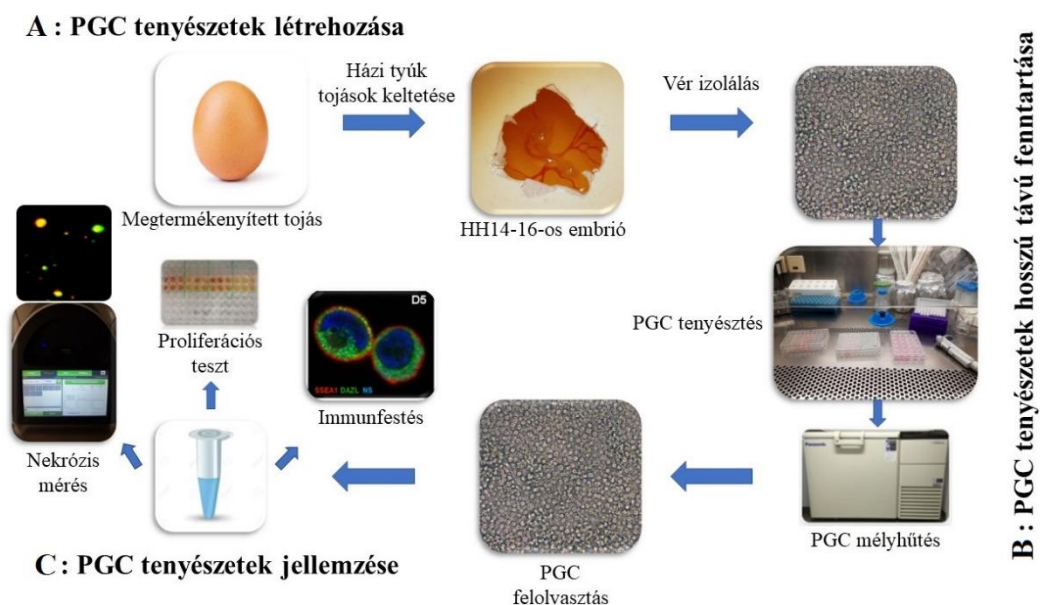 A : PGC tenyészetek létrehozása
Megtermékenyített tojás
Házi tyúk
tojások keltetése
HH14-16-os embrió
Vér izolálás
PGC tenyésztés
PGC mélyhűtés
B : PGC tenyészetek hosszú távú fenntartása
PGC
felolvasztás
Immunfestés
D5
SSEA1 DAZL NS
Proliferációs
teszt
Nekrózis
mérés
C : PGC tenyészetek jellemzése
Panasonic